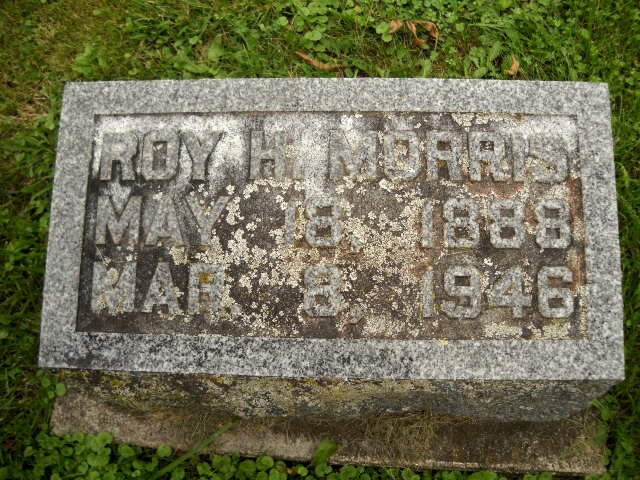 ROY H. MORRIS
MAY 18, 1888
MAR. 8, 1946